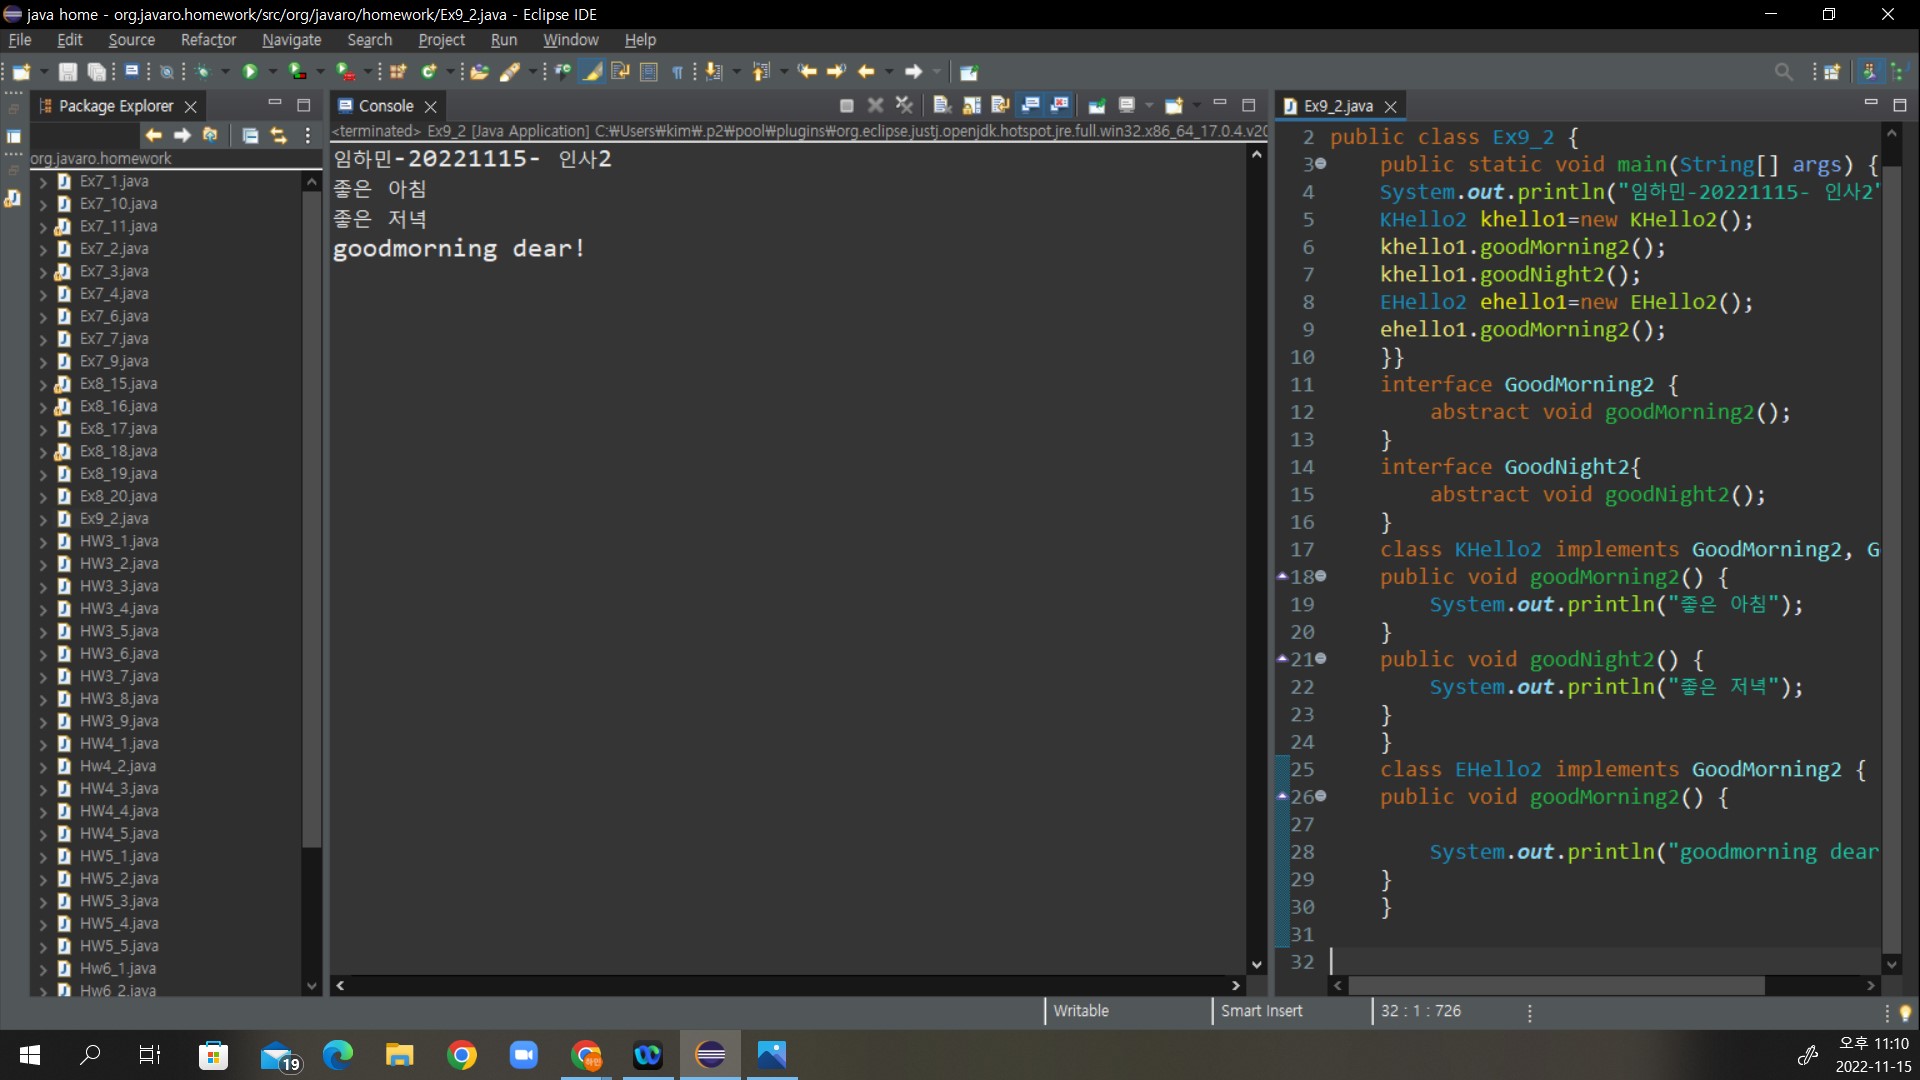 java home - org.javaro.homework/src/org/javaro/homework/Ex9_2.java - Eclipse IDE
File Edit Source Refactor Navigate Search Project Run Window Help
Package Explorer
org.javaro.homework
Ex7_1.java
Ex7_10.java
Ex7_11.java
Ex7_2.java
Ex7_3.java
Ex7_4.java
Ex7_6.java
Ex7_7.java
Ex7_9.java
Ex8_15.java
Ex8_16.java
Ex8_17.java
Ex8_18.java
Ex8_19.java
Ex8_20.java
Ex9_2.java
HW3_1.java
HW3_2.java
HW3_3.java
HW3_4.java
HW3_5.java
HW3_6.java
HW3_7.java
HW3_8.java
HW3_9.java
HW4_1.java
Hw4_2.java
HW4_3.java
HW4_4.java
HW4_5.java
HW5_1.java
HW5_2.java
HW5_3.java
HW5_4.java
HW5_5.java
Hw6_1.java
Hw6_2.java
Console
<terminated> Ex9_2 [Java Application] C:₩Users₩kim₩.p2₩pool₩plugins₩org.eclipse.justj.openjdk.hotspot.jre.full.win32.x86_64_17.0.4.v20
임하민-20221115- 인사2
좋은 아침
좋은 저녁
goodmorning dear!
Ex9_2.java
2 public class Ex9_2 {
3 public static void main(String[] args) {
4 System.out.println("임하민-20221115- 인사2"
5 KHello2 khello1=new KHello2();
6 khello1.goodMorning2();
7 khello1.goodNight2();
8 EHello2 ehello1=new EHello2();
9 ehello1.goodMorning2();
10 }}
11 interface GoodMorning2 {
12 abstract void goodMorning2();
13 }
14 interface GoodNight2{
15 abstract void goodNight2();
16 }
17 class KHello2 implements GoodMorning2, G
18 public void goodMorning2() {
19 System.out.println("좋은 아침");
20 }
21 public void goodNight2() {
22 System.out.println("좋은 저녁");
23 }
24 }
25 class EHello2 implements GoodMorning2 {
26 public void goodMorning2() {
27
28 System.out.println("goodmorning dear
29 }
30 }
31
32
Writable Smart Insert 32 : 1 : 726
19
하민
오후 11:10
2022-11-15